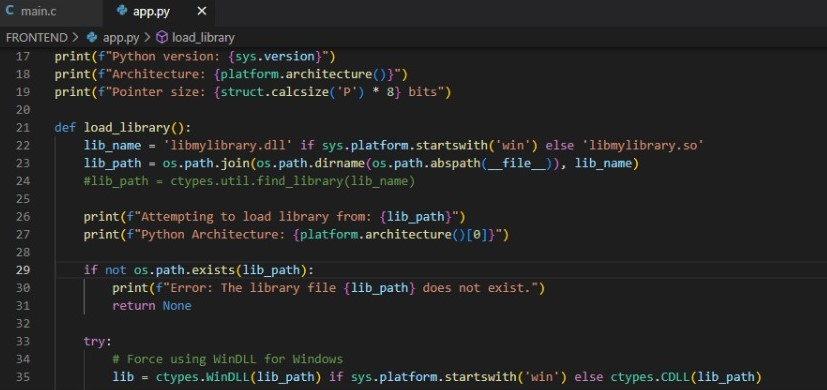 C main.c
app.py ×
FRONTEND > app.py > load_library
17 print(f"Python version: {sys.version}")
18 print(f"Architecture: {platform.architecture()}")
19 print(f"Pointer size: {struct.calcsize('P') * 8} bits")
20
21 def load_library():
22     lib_name = 'libmylibrary.dll' if sys.platform.startswith('win') else 'libmylibrary.so'
23     lib_path = os.path.join(os.path.dirname(os.path.abspath(__file__)), lib_name)
24     #lib_path = ctypes.util.find_library(lib_name)
25
26     print(f"Attempting to load library from: {lib_path}")
27     print(f"Python Architecture: {platform.architecture()[0]}")
28
29     if not os.path.exists(lib_path):
30         print(f"Error: The library file {lib_path} does not exist.")
31         return None
32
33     try:
34         # Force using WinDLL for Windows
35         lib = ctypes.WinDLL(lib_path) if sys.platform.startswith('win') else ctypes.CDLL(lib_path)